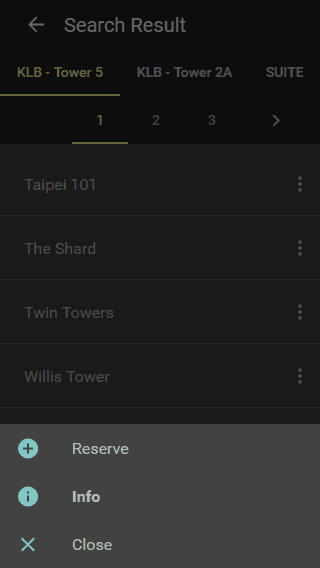 Search Result
KLB - Tower 5 KLB - Tower 2A SUITE
1 2 3
Taipei 101
The Shard
Twin Towers
Willis Tower
Reserve
Info
Close